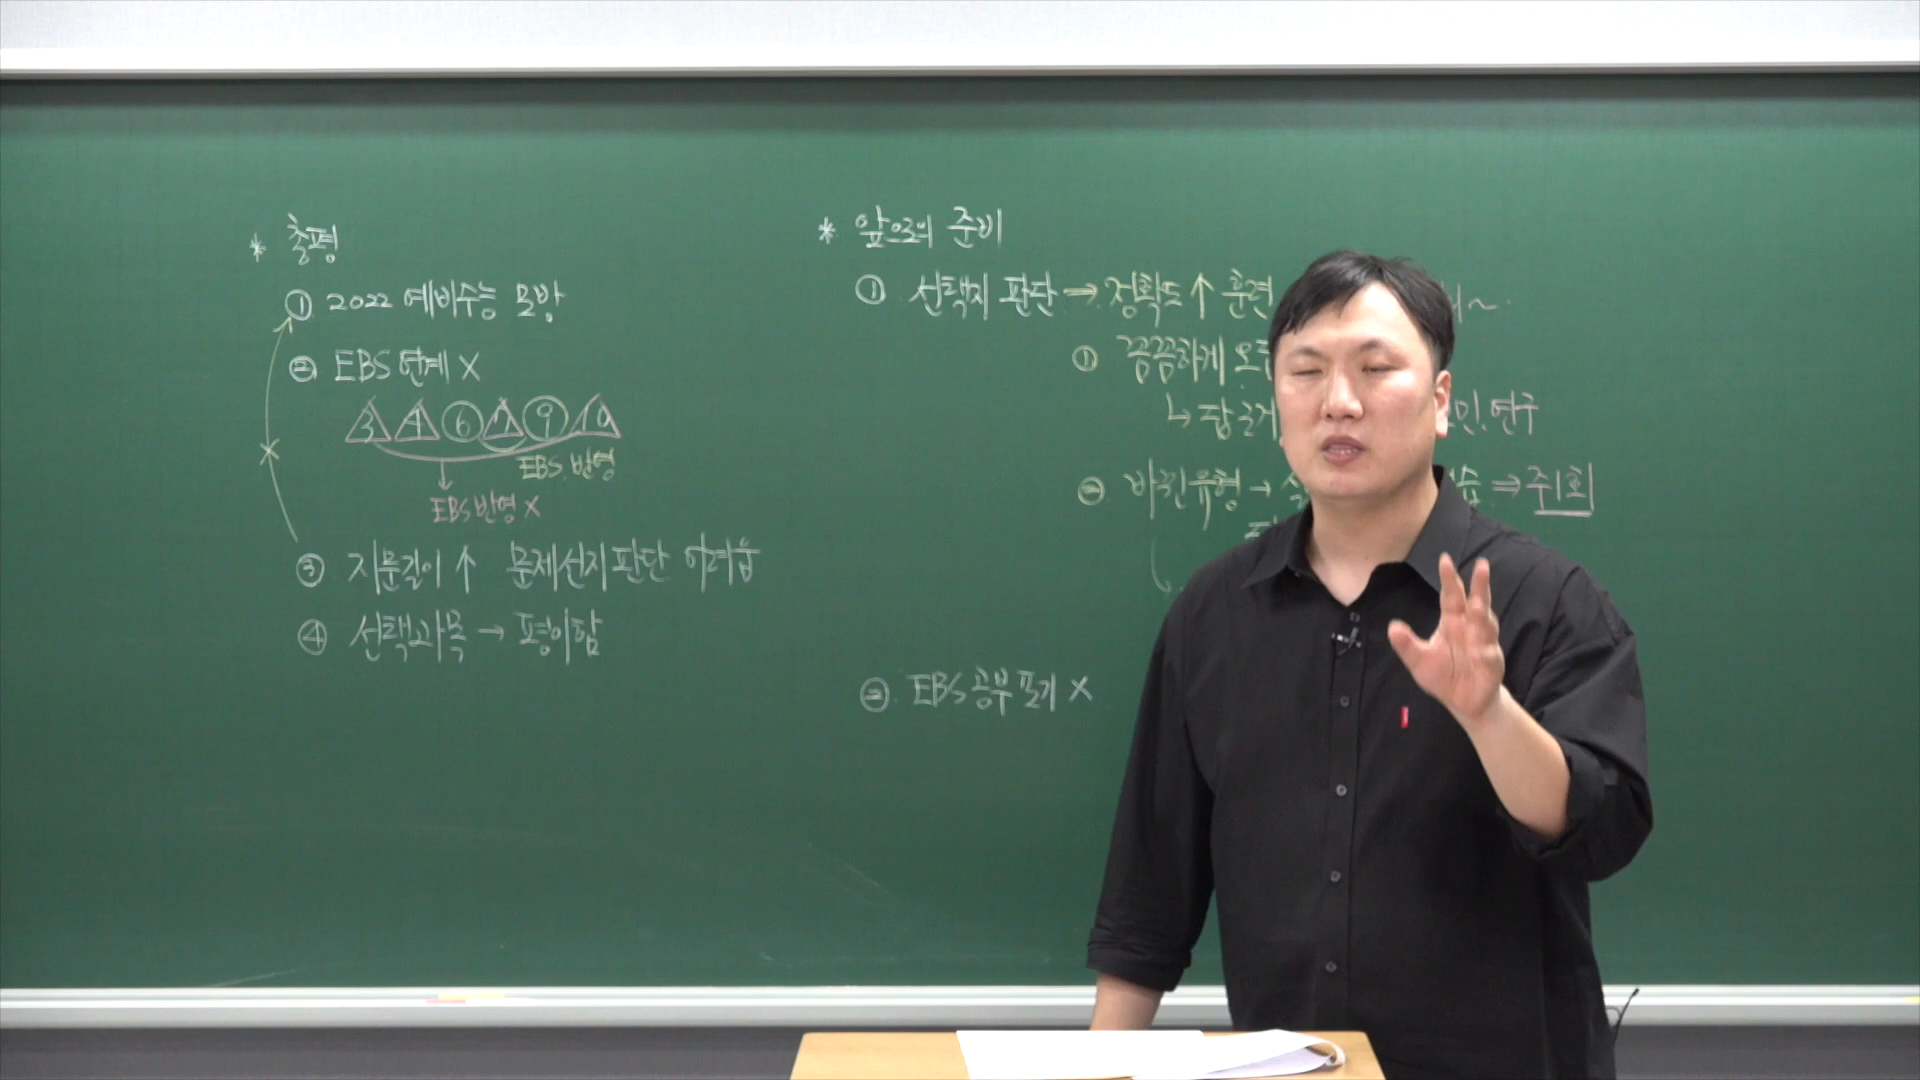 * 총평
① 2022 예비수능 모방
② EBS 연계 X
3 4 6 7 9 10
EBS 반영
EBS 반영 X
③ 지문길이 ↑ 문제선지판단 어려움
④ 선택과목 → 평이함
* 앞으로의 준비
① 선택지 판단 → 정확도 ↑ 훈련
① 꼼꼼하게
↳ 연구
② 바뀐유형 → ⇒ 주1회
② EBS 공부 포기 X